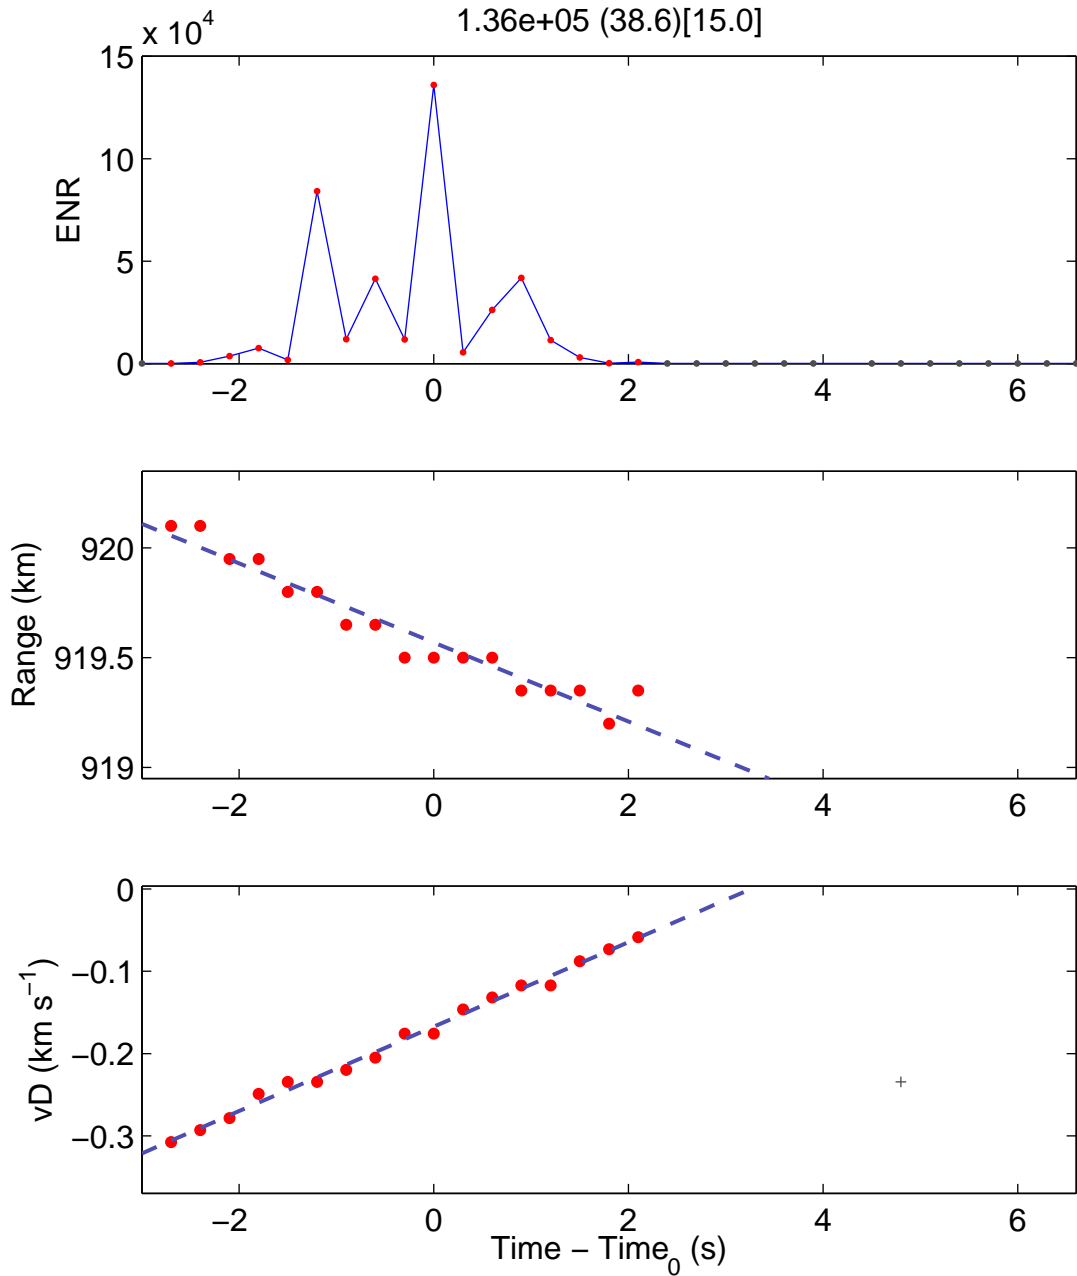 1.36e+05 (38.6)[15.0]
x 10^4
15
10
5
0
ENR
−2 0 2 4 6
920
919.5
919
Range (km)
−2 0 2 4 6
0
−0.1
−0.2
−0.3
vD (km s^−1)
−2 0 2 4 6
Time − Time_0 (s)